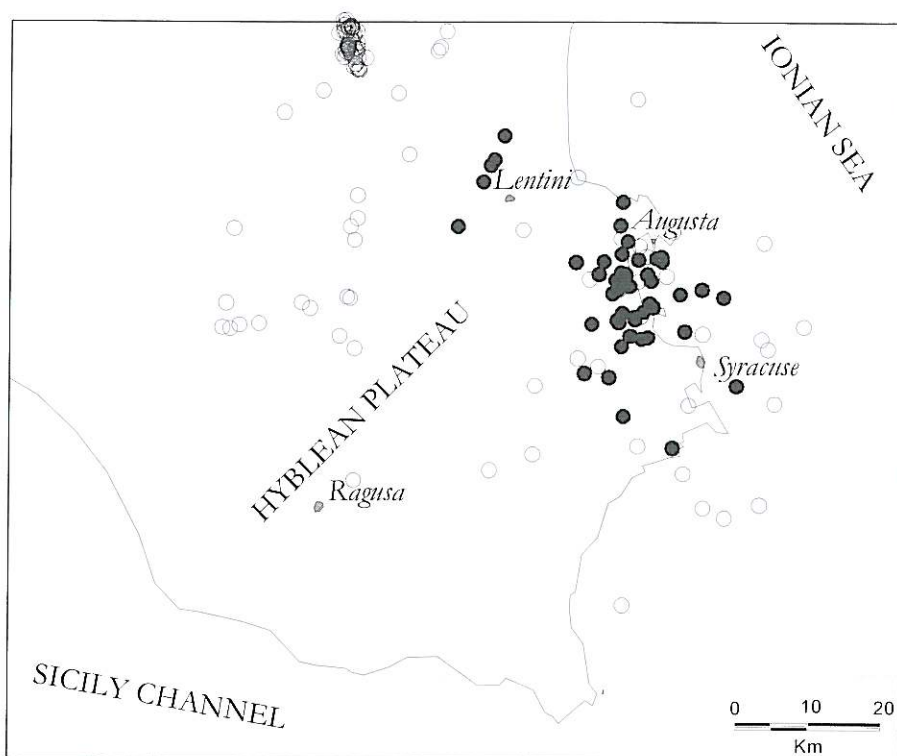 IONIAN SEA
Lentini
Augusta
HYBLEAN PLATEAU
Syracuse
Ragusa
SICILY CHANNEL
0 10 20
Km